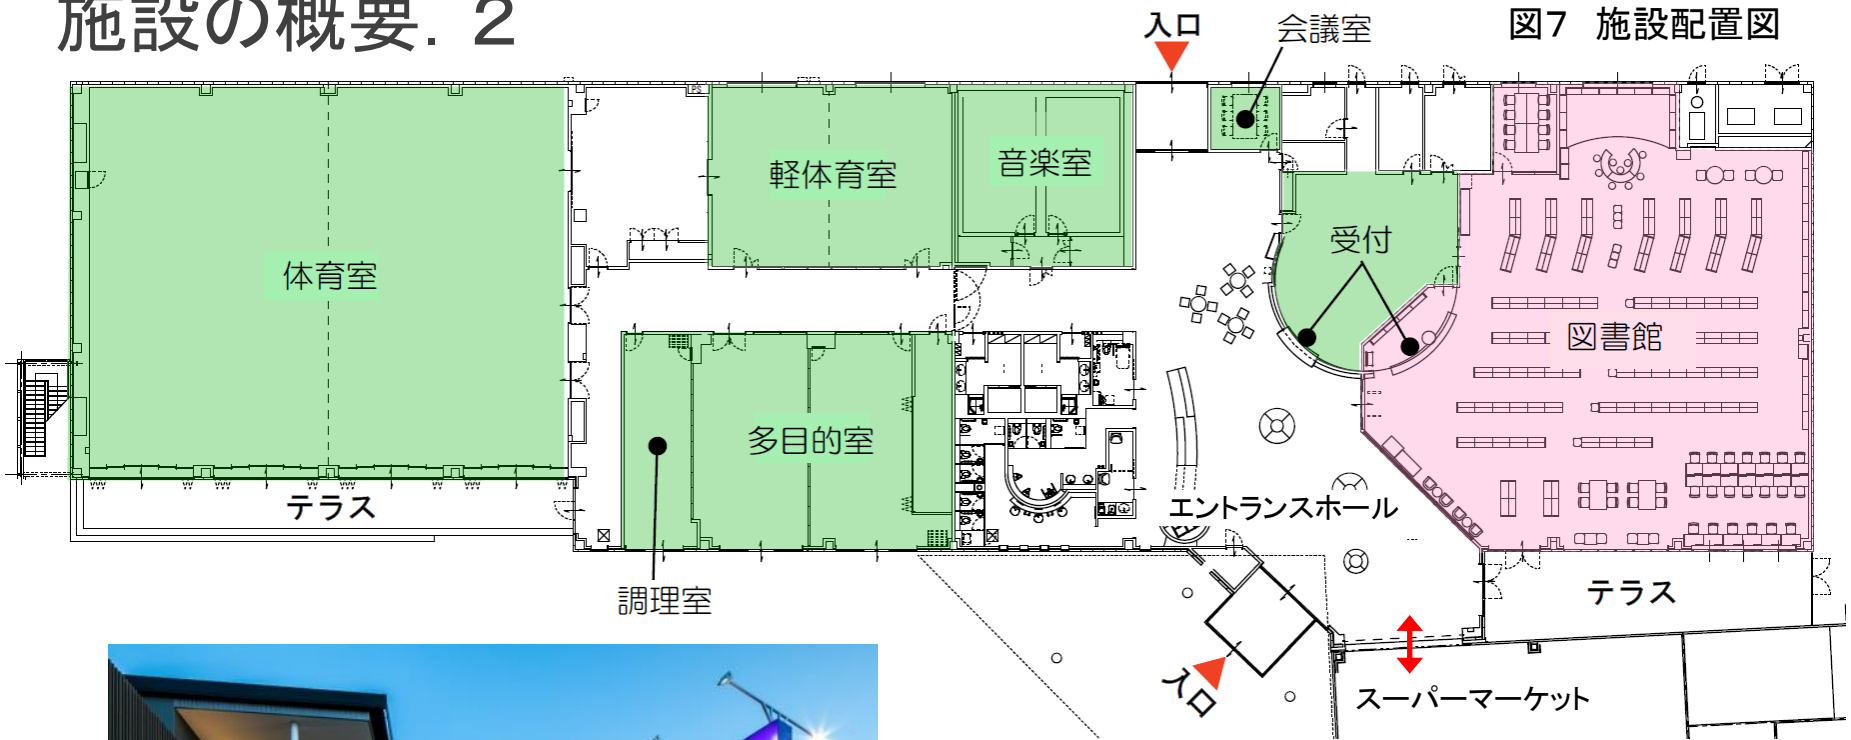 施設の概要．２
図7　施設配置図
入口
会議室
PS
軽体育室
音楽室
体育室
受付
図書館
多目的室
テラス
エントランスホール
調理室
テラス
入口
スーパーマーケット